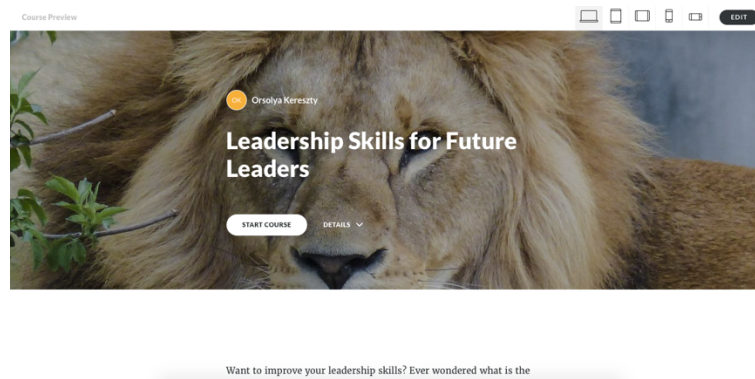 Course Preview
EDIT
OK
Orsolya Kereszty
Leadership Skills for Future
Leaders
START COURSE
DETAILS
Want to improve your leadership skills? Ever wondered what is the